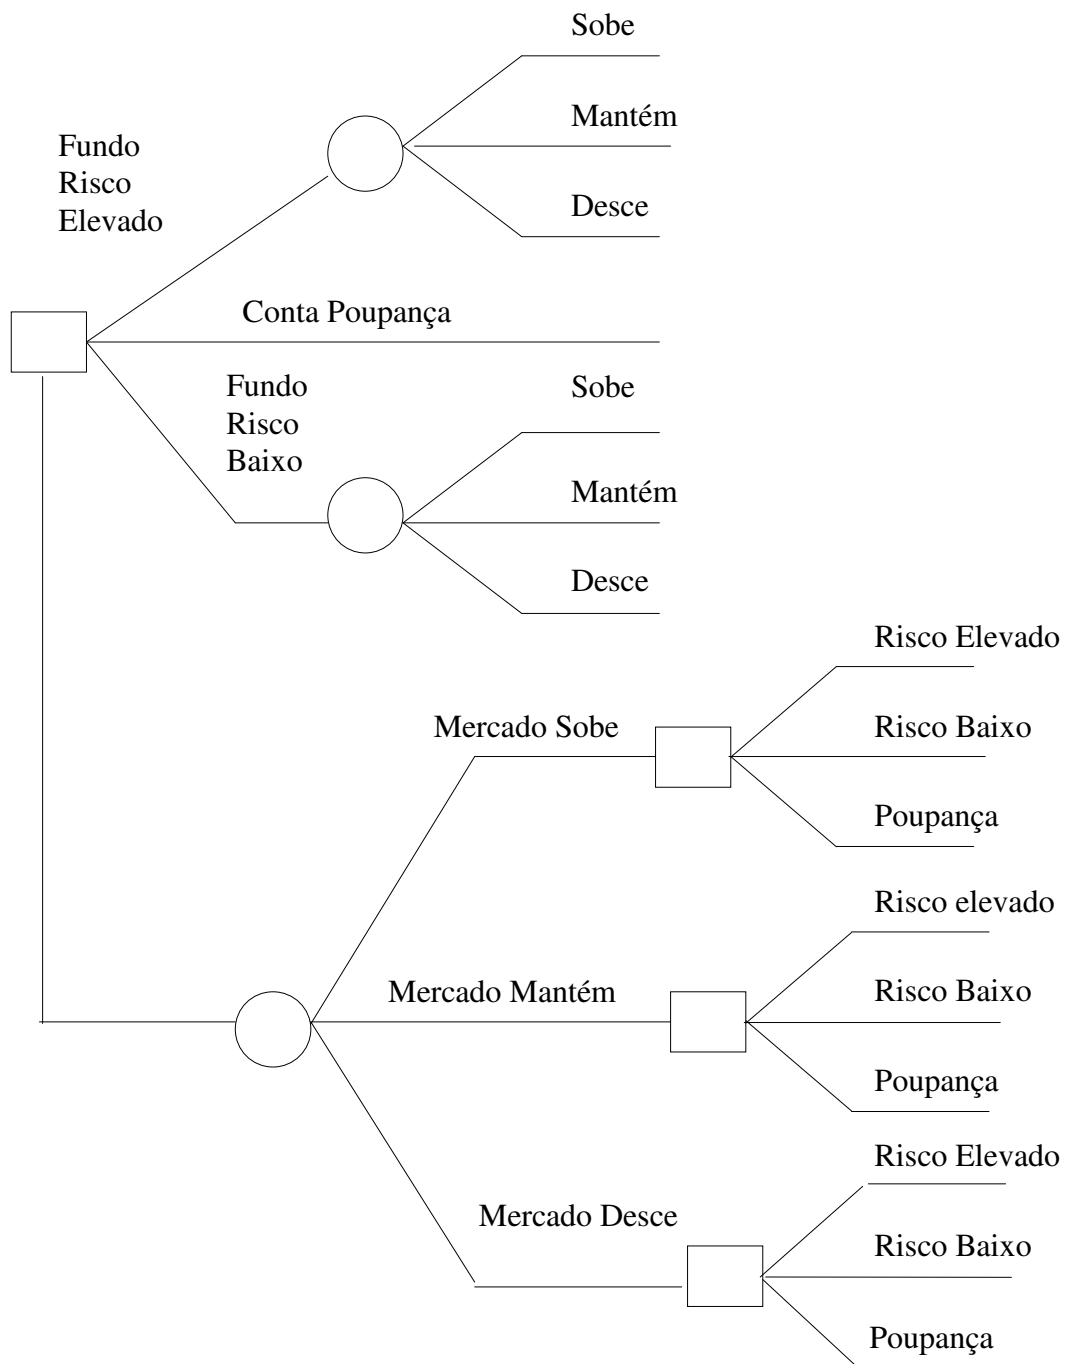 Sobe
Mantém
Fundo
Risco
Elevado
Desce
Conta Poupança
Fundo
Risco
Baixo
Sobe
Mantém
Desce
Risco Elevado
Mercado Sobe
Risco Baixo
Poupança
Risco elevado
Mercado Mantém
Risco Baixo
Poupança
Risco Elevado
Mercado Desce
Risco Baixo
Poupança